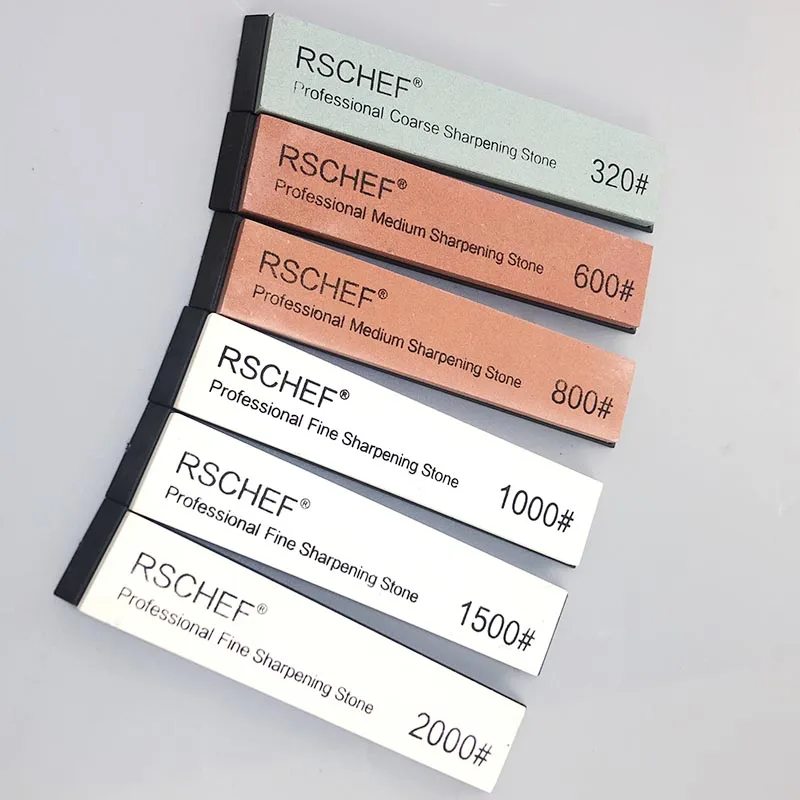 RSCHEF®
Professional Coarse Sharpening Stone
320#
RSCHEF®
Professional Medium Sharpening Stone
600#
RSCHEF®
Professional Medium Sharpening Stone
800#
RSCHEF®
Professional Fine Sharpening Stone
1000#
RSCHEF®
Professional Fine Sharpening Stone
1500#
RSCHEF®
Professional Fine Sharpening Stone
2000#